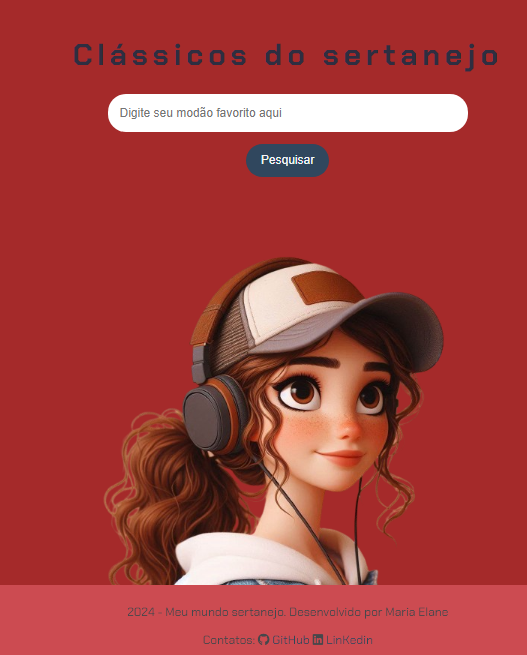 Clássicos do sertanejo
Digite seu modão favorito aqui
Pesquisar
2024 - Meu mundo sertanejo. Desenvolvido por Maria Elane
Contatos: GitHub LinKedin